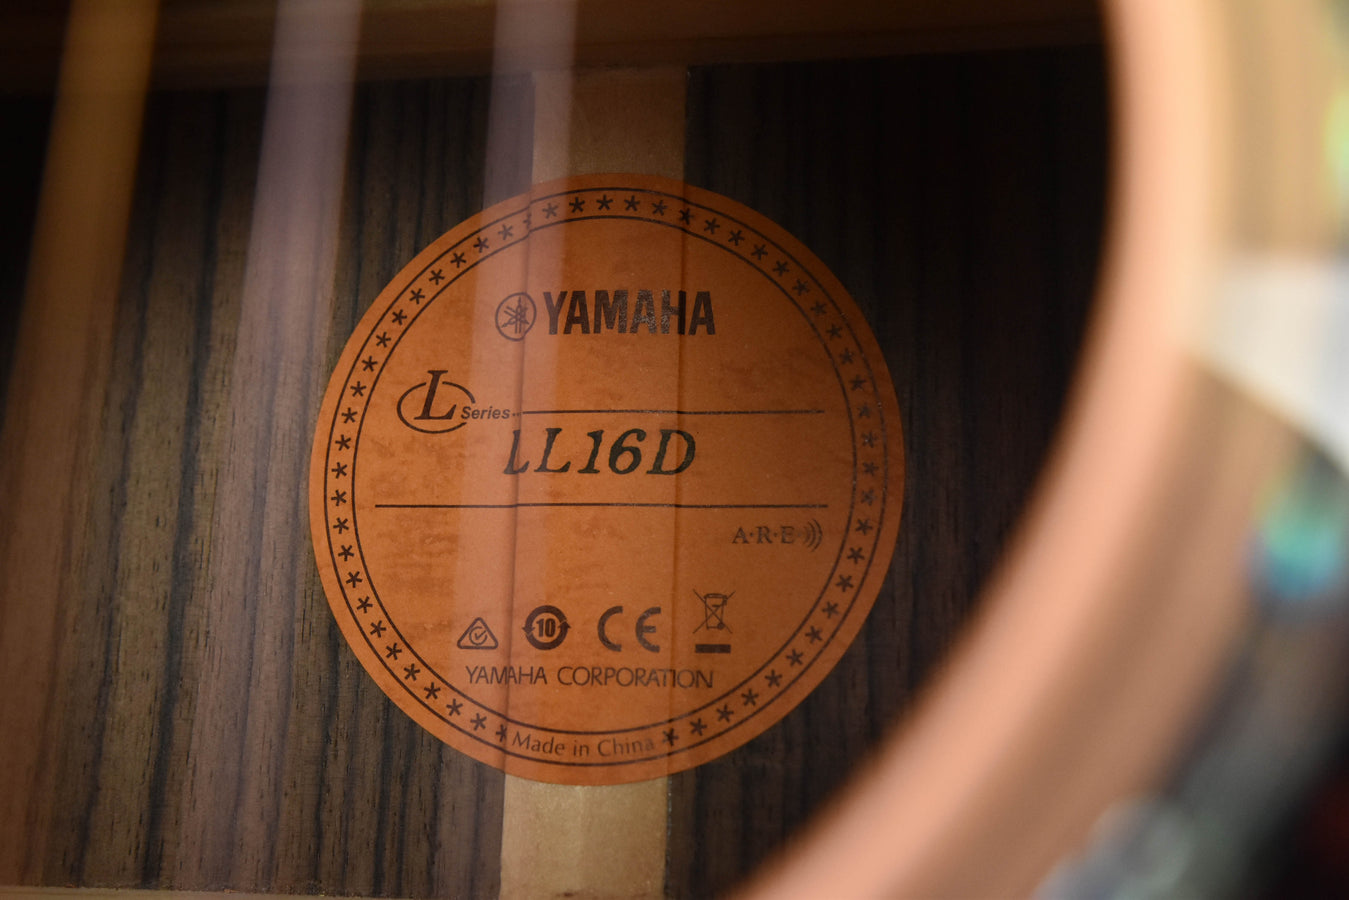 YAMAHA
L Series
LL16D
A·R·E
10
CE
YAMAHA CORPORATION
Made in China